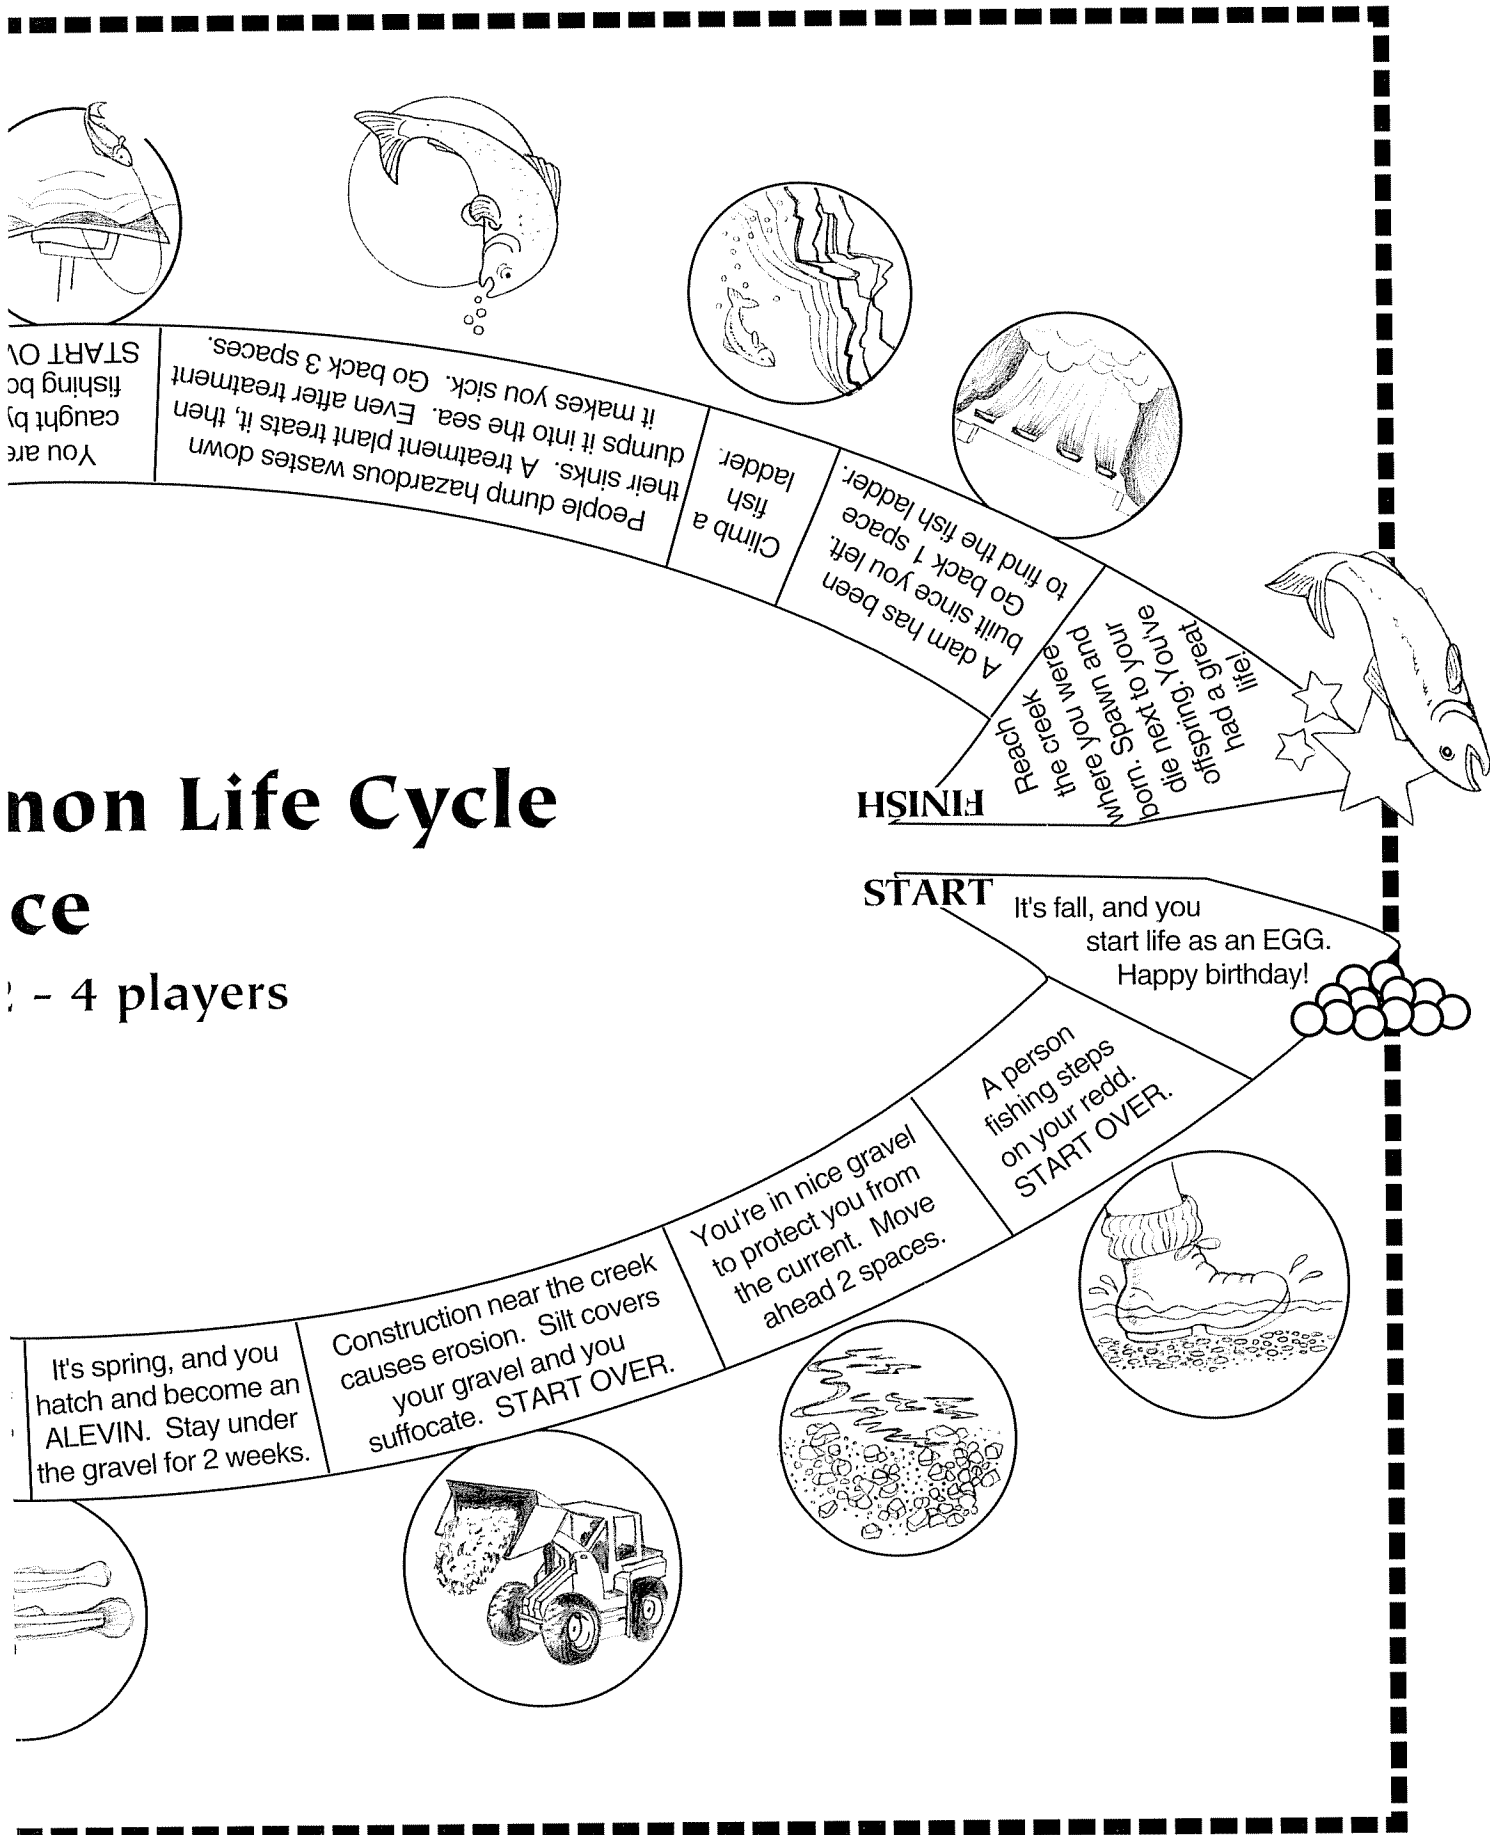 non Life Cycle
ce
- 4 players
START
It's fall, and you
start life as an EGG.
Happy birthday!
A person
fishing steps
on your redd.
START OVER.
You're in nice gravel
to protect you from
the current. Move
ahead 2 spaces.
Construction near the creek
causes erosion. Silt covers
your gravel and you
suffocate. START OVER.
It's spring, and you
hatch and become an
ALEVIN. Stay under
the gravel for 2 weeks.
You are
caught by
fishing bo
START OV
People dump hazardous wastes down
their sinks. A treatment plant treats it, then
dumps it into the sea. Even after treatment
it makes you sick. Go back 3 spaces.
Climb a
fish
ladder.
A dam has been
built since you left.
Go back 1 space
to find the fish ladder.
Reach
the creek
where you were
born. Spawn and
die next to your
offspring. You've
had a great
life!
FINISH